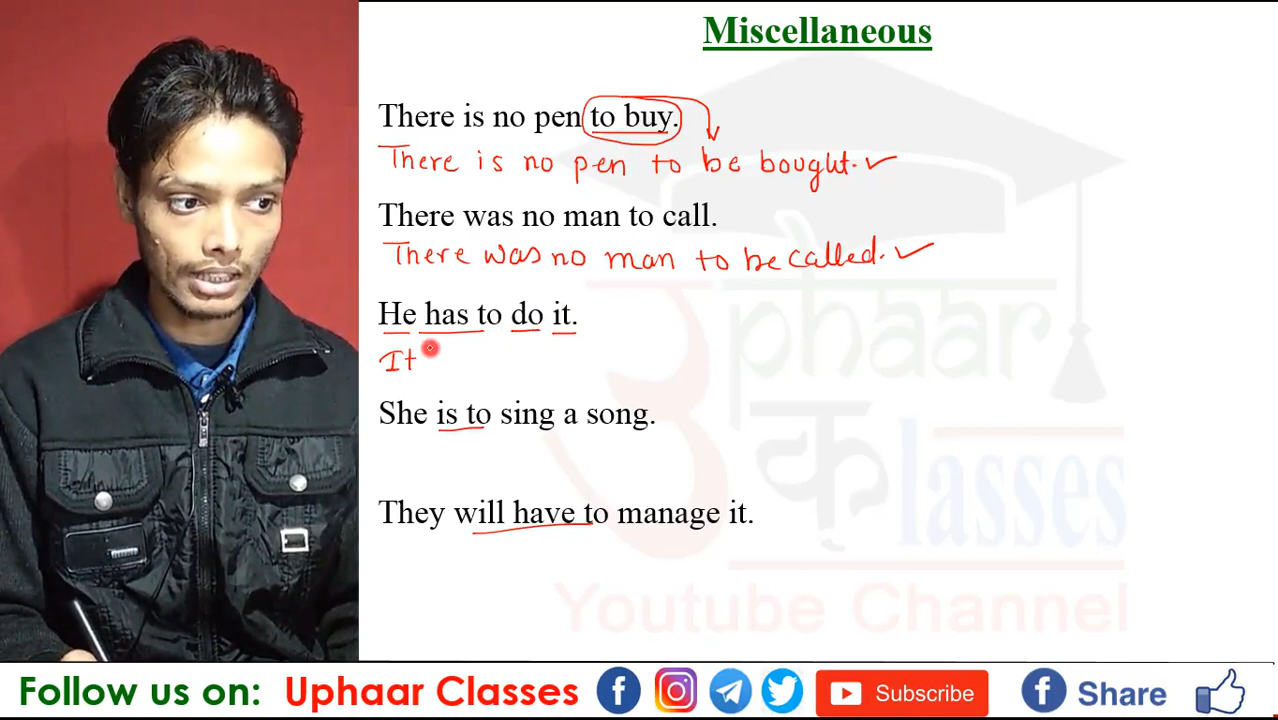 Miscellaneous
There is no pen to buy.
There is no pen to be bought.
There was no man to call.
There was no man to be called.
He has to do it.
It
She is to sing a song.
They will have to manage it.
उphaar
कlasses
Youtube Channel
Follow us on: Uphaar Classes Subscribe Share